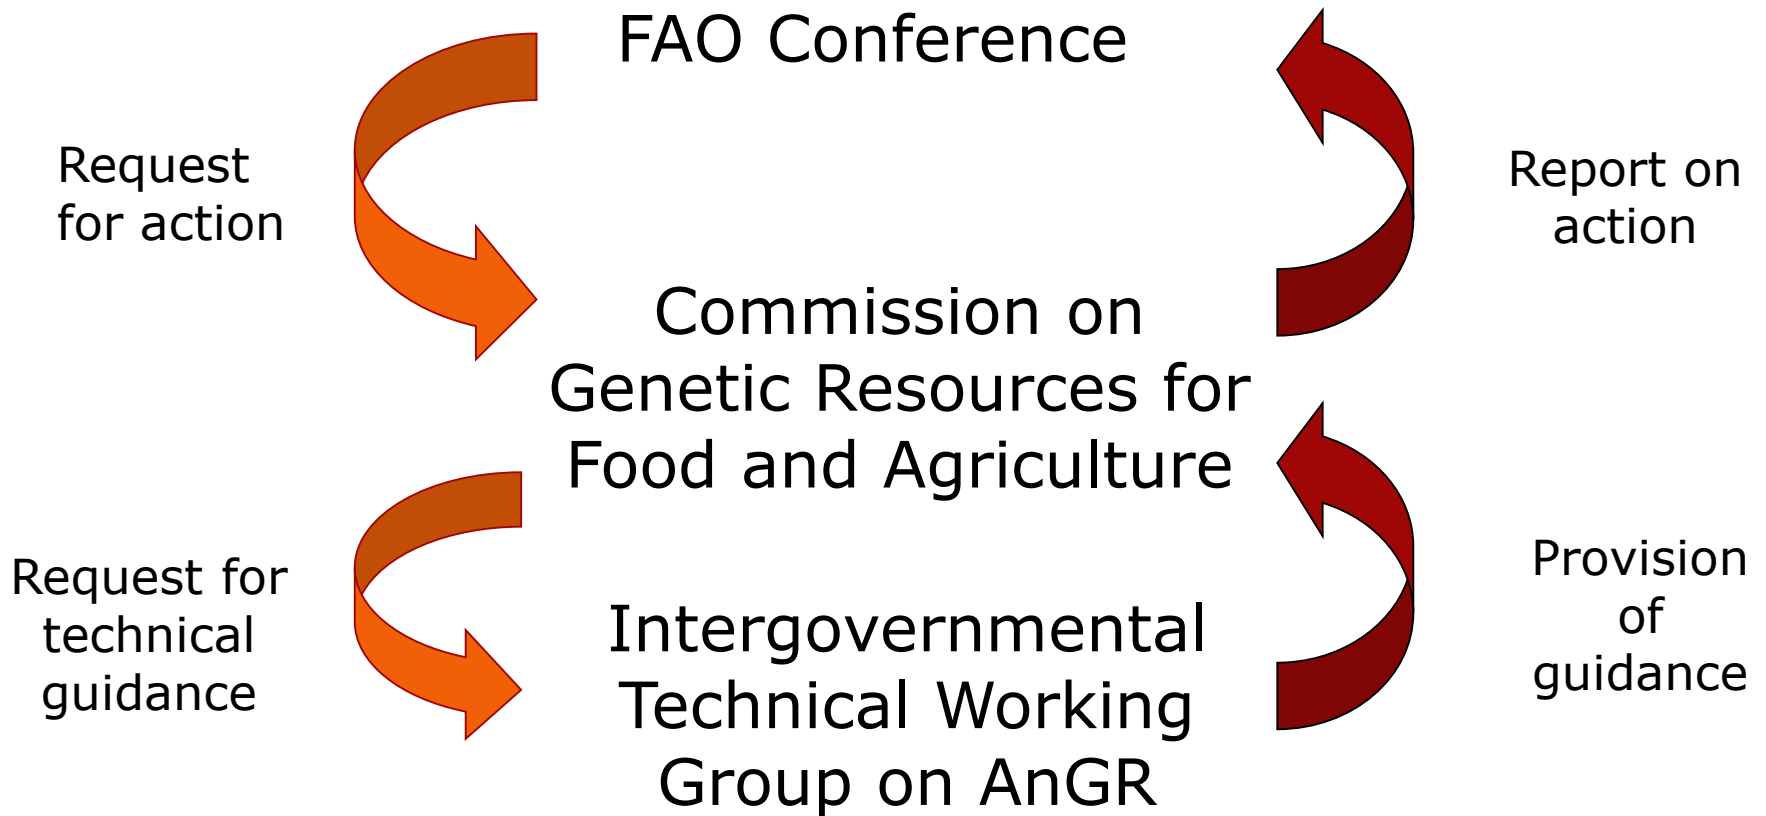 FAO Conference
Request
for action
Report on
action
Commission on
Genetic Resources for
Food and Agriculture
Request for
technical
guidance
Provision
of
guidance
Intergovernmental
Technical Working
Group on AnGR